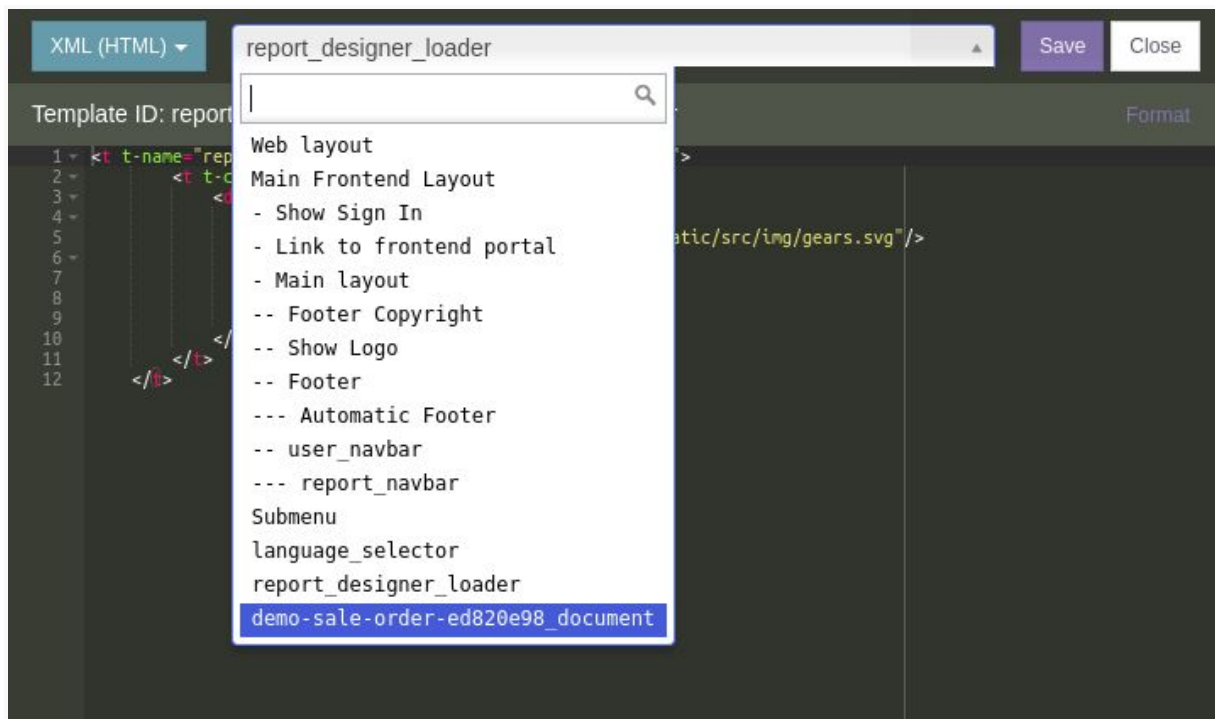 XML (HTML)
report_designer_loader
Save
Close
Template ID: report
Format
Web layout
Main Frontend Layout
- Show Sign In
- Link to frontend portal
- Main layout
-- Footer Copyright
-- Show Logo
-- Footer
--- Automatic Footer
-- user_navbar
--- report_navbar
Submenu
language_selector
report_designer_loader
demo-sale-order-ed820e98_document
1 <t t-name="rep ">
2 <t t-c
3 <d
4
5 atic/src/img/gears.svg"/>
6
7
8
9
10 </
11 </t>
12 </t>